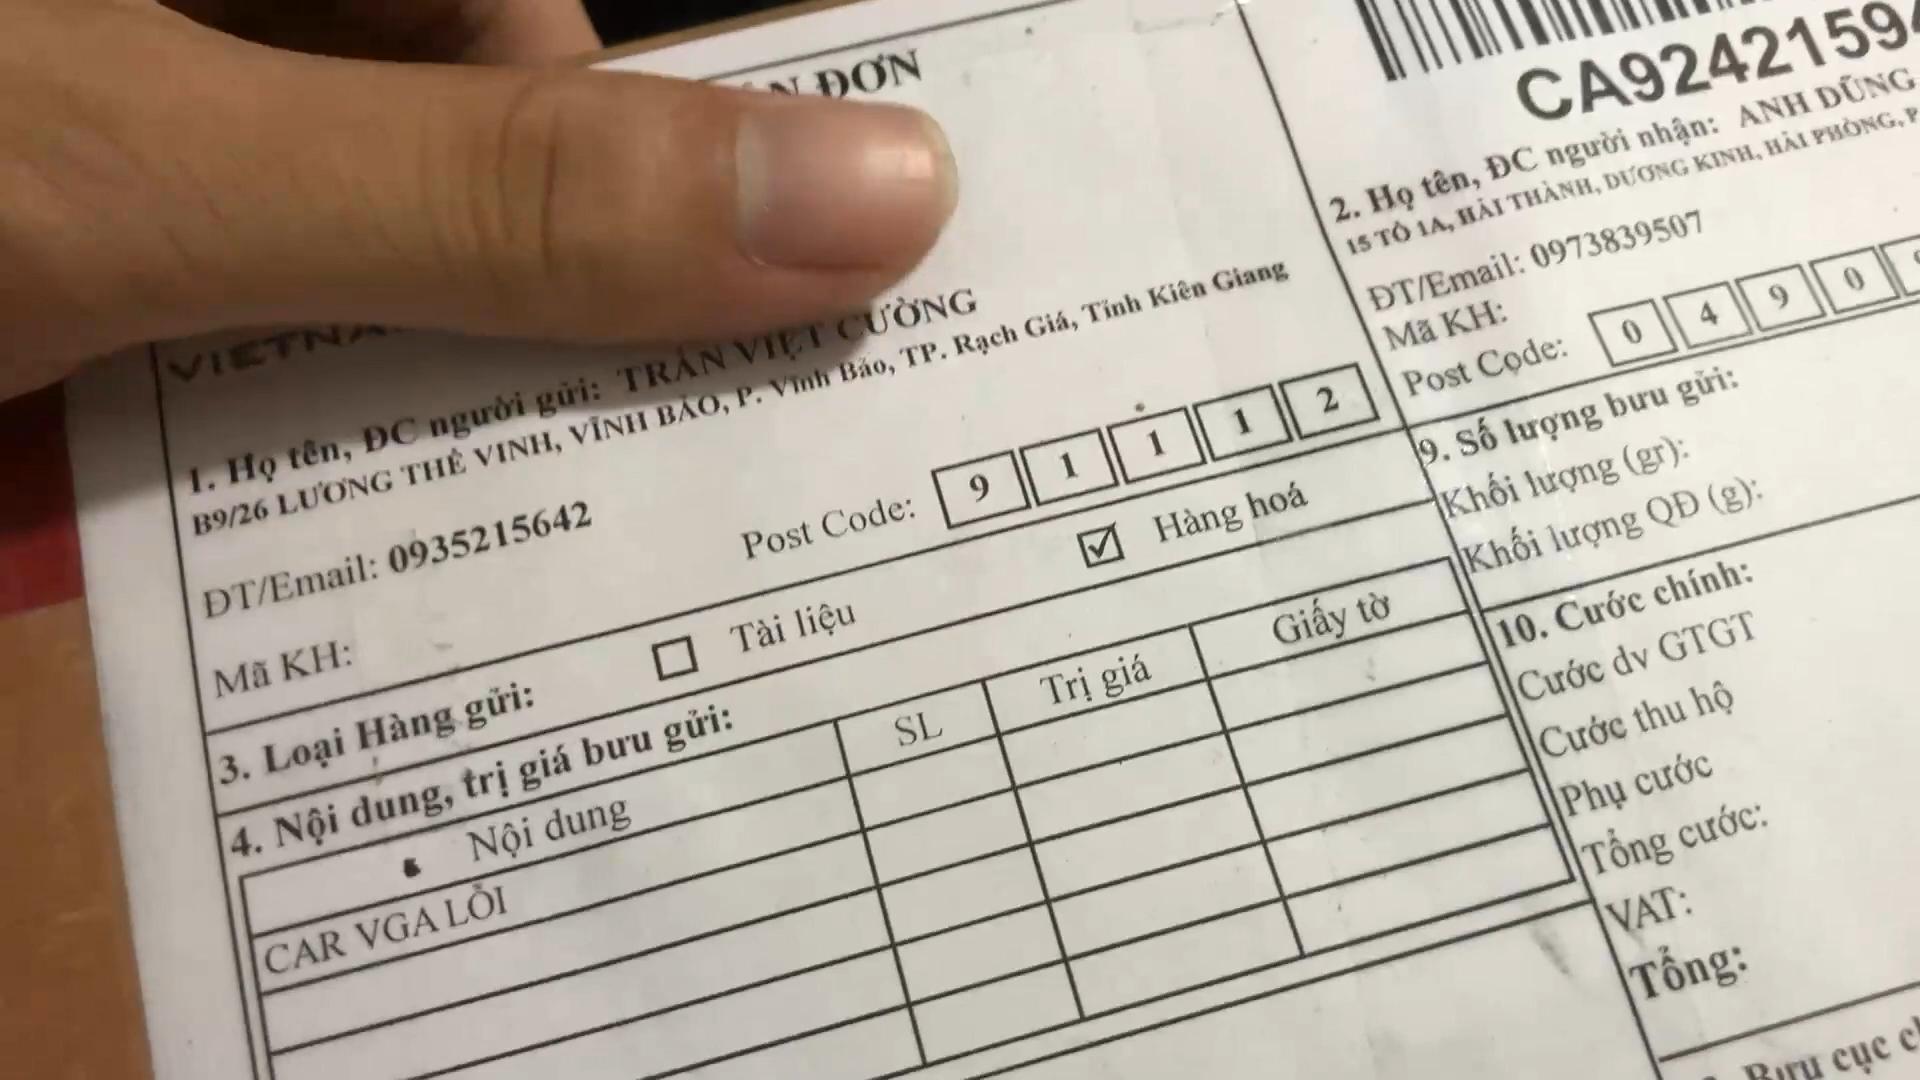 ĐƠN
1. Họ tên, ĐC người gửi: TRẦN VIỆT CƯỜNG
B9/26 LƯƠNG THẾ VINH, VĨNH BẢO, P. Vĩnh Bảo, TP. Rạch Giá, Tỉnh Kiên Giang
ĐT/Email: 0935215642
Post Code: 9 1 1 1 2
Mã KH:
3. Loại Hàng gửi:
Tài liệu
Hàng hoá
4. Nội dung, trị giá bưu gửi:
Nội dung SL Trị giá Giấy tờ
CAR VGA LỖI
CA92421594
2. Họ tên, ĐC người nhận: ANH DŨNG
15 TỔ 1A, HẢI THÀNH, DƯƠNG KINH, HẢI PHÒNG, P.
ĐT/Email: 0973839507
Mã KH:
Post Code: 0 4 9 0
9. Số lượng bưu gửi:
Khối lượng (gr):
Khối lượng QĐ (g):
10. Cước chính:
Cước dv GTGT
Cước thu hộ
Phụ cước
Tổng cước:
VAT:
Tổng:
Bưu cục